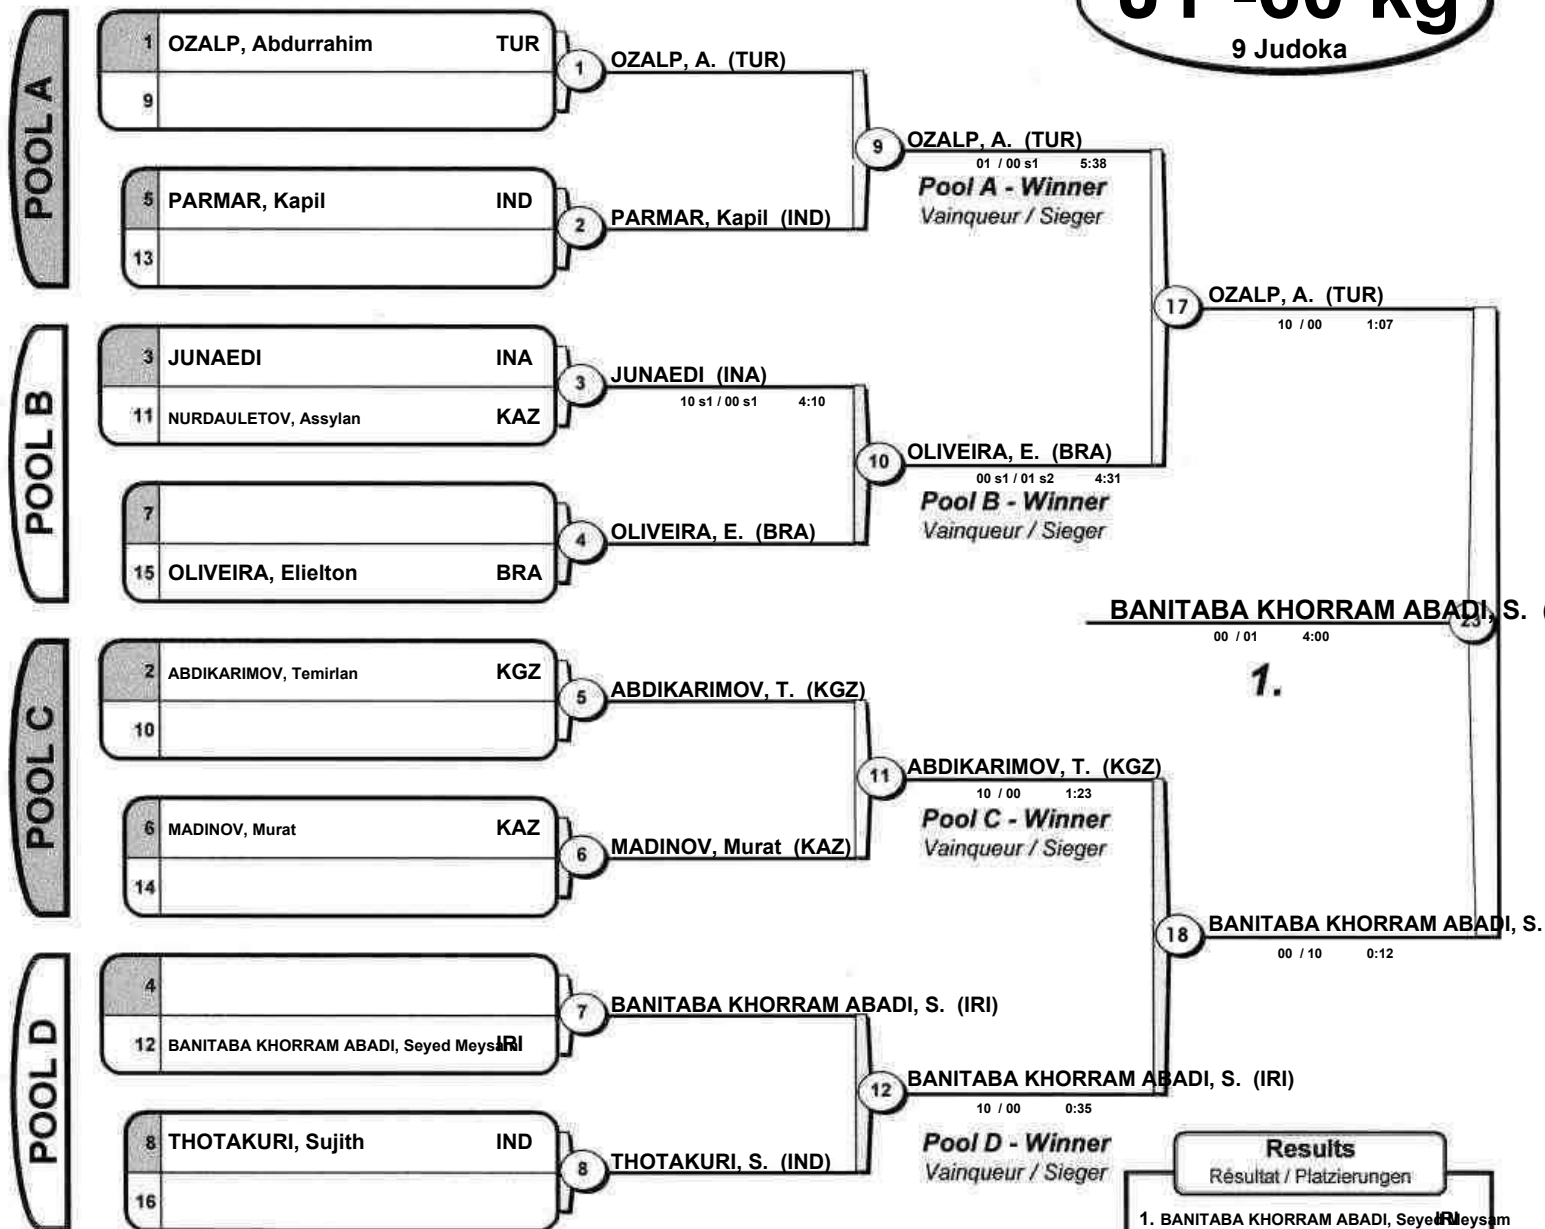 J1 -60 kg
9 Judoka
POOL A
1 OZALP, Abdurrahim TUR
9
5 PARMAR, Kapil IND
13
1 OZALP, A. (TUR)
2 PARMAR, Kapil (IND)
9 OZALP, A. (TUR)
01 / 00 s1 5:38
Pool A - Winner
Vainqueur / Sieger
POOL B
3 JUNAEDI INA
11 NURDAULETOV, Assylan KAZ
7
15 OLIVEIRA, Elielton BRA
3 JUNAEDI (INA)
10 s1 / 00 s1 4:10
4 OLIVEIRA, E. (BRA)
10 OLIVEIRA, E. (BRA)
00 s1 / 01 s2 4:31
Pool B - Winner
Vainqueur / Sieger
17 OZALP, A. (TUR)
10 / 00 1:07
BANITABA KHORRAM ABADI, S. (
23
00 / 01 4:00
1.
POOL C
2 ABDIKARIMOV, Temirlan KGZ
10
6 MADINOV, Murat KAZ
14
5 ABDIKARIMOV, T. (KGZ)
6 MADINOV, Murat (KAZ)
11 ABDIKARIMOV, T. (KGZ)
10 / 00 1:23
Pool C - Winner
Vainqueur / Sieger
18 BANITABA KHORRAM ABADI, S.
00 / 10 0:12
POOL D
4
12 BANITABA KHORRAM ABADI, Seyed Meysam IRI
8 THOTAKURI, Sujith IND
16
7 BANITABA KHORRAM ABADI, S. (IRI)
8 THOTAKURI, S. (IND)
12 BANITABA KHORRAM ABADI, S. (IRI)
10 / 00 0:35
Pool D - Winner
Vainqueur / Sieger
Results
Résultat / Platzierungen
1. BANITABA KHORRAM ABADI, Seyed Meysam IRI